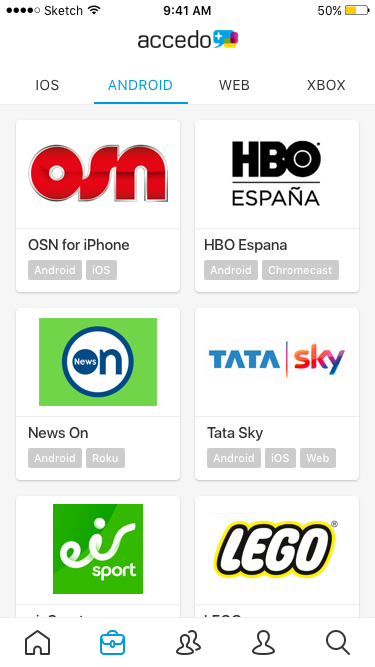 Sketch 9:41 AM 50%
accedo
IOS ANDROID WEB XBOX
OSN
HBO
ESPAÑA
OSN for iPhone
HBO Espana
Android iOS
Android Chromecast
News on
TATA sky
News On
Tata Sky
Android Roku
Android iOS Web
eir
sport
LEGO
®